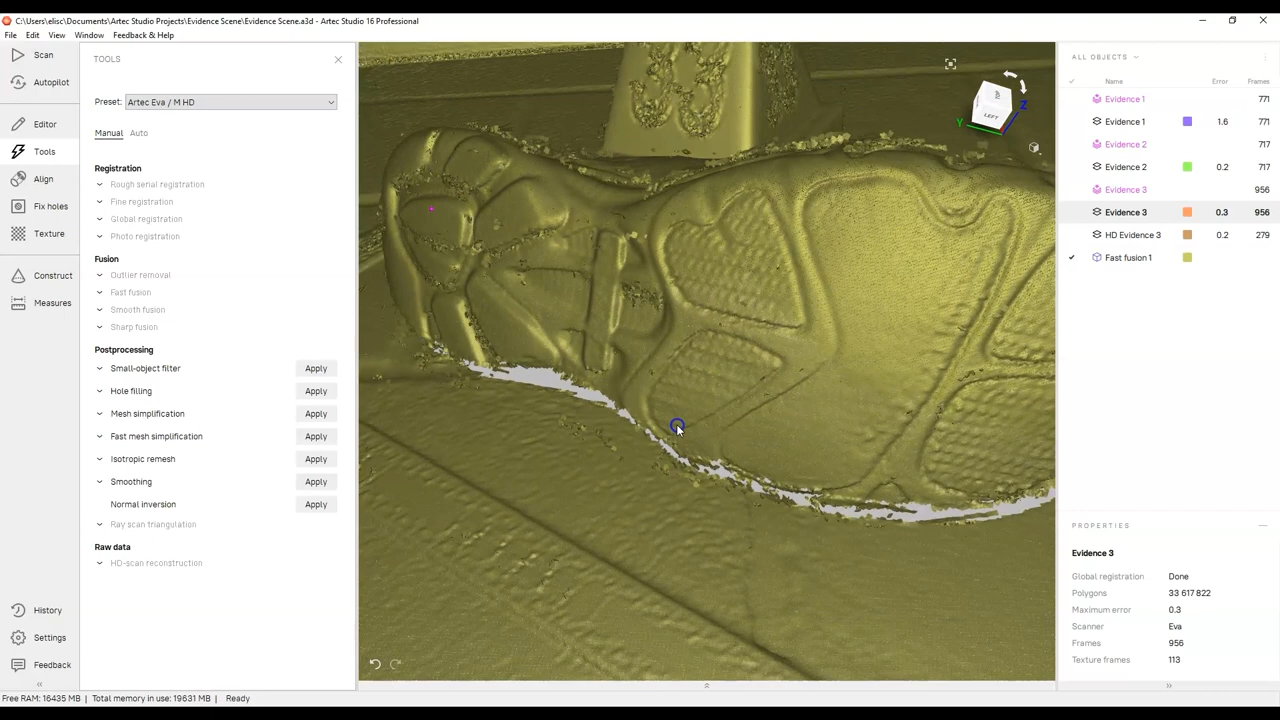 C:\Users\elisc\Documents\Artec Studio Projects\Evidence Scene\Evidence Scene.a3d - Artec Studio 16 Professional
File Edit View Window Feedback & Help
Scan
Autopilot
Editor
Tools
Align
Fix holes
Texture
Construct
Measures
History
Settings
Feedback
TOOLS
Preset: Artec Eva / M HD
Manual Auto
Registration
Rough serial registration
Fine registration
Global registration
Photo registration
Fusion
Outlier removal
Fast fusion
Smooth fusion
Sharp fusion
Postprocessing
Small-object filter Apply
Hole filling Apply
Mesh simplification Apply
Fast mesh simplification Apply
Isotropic remesh Apply
Smoothing Apply
Normal inversion Apply
Ray scan triangulation
Raw data
HD-scan reconstruction
Z
Y
LEFT
ALL OBJECTS
Name Error Frames
Evidence 1 771
Evidence 1 1.6 771
Evidence 2 717
Evidence 2 0.2 717
Evidence 3 956
Evidence 3 0.3 956
HD Evidence 3 0.2 279
Fast fusion 1
PROPERTIES
Evidence 3
Global registration Done
Polygons 33 617 822
Maximum error 0.3
Scanner Eva
Frames 956
Texture frames 113
Free RAM: 16435 MB | Total memory in use: 19631 MB | Ready